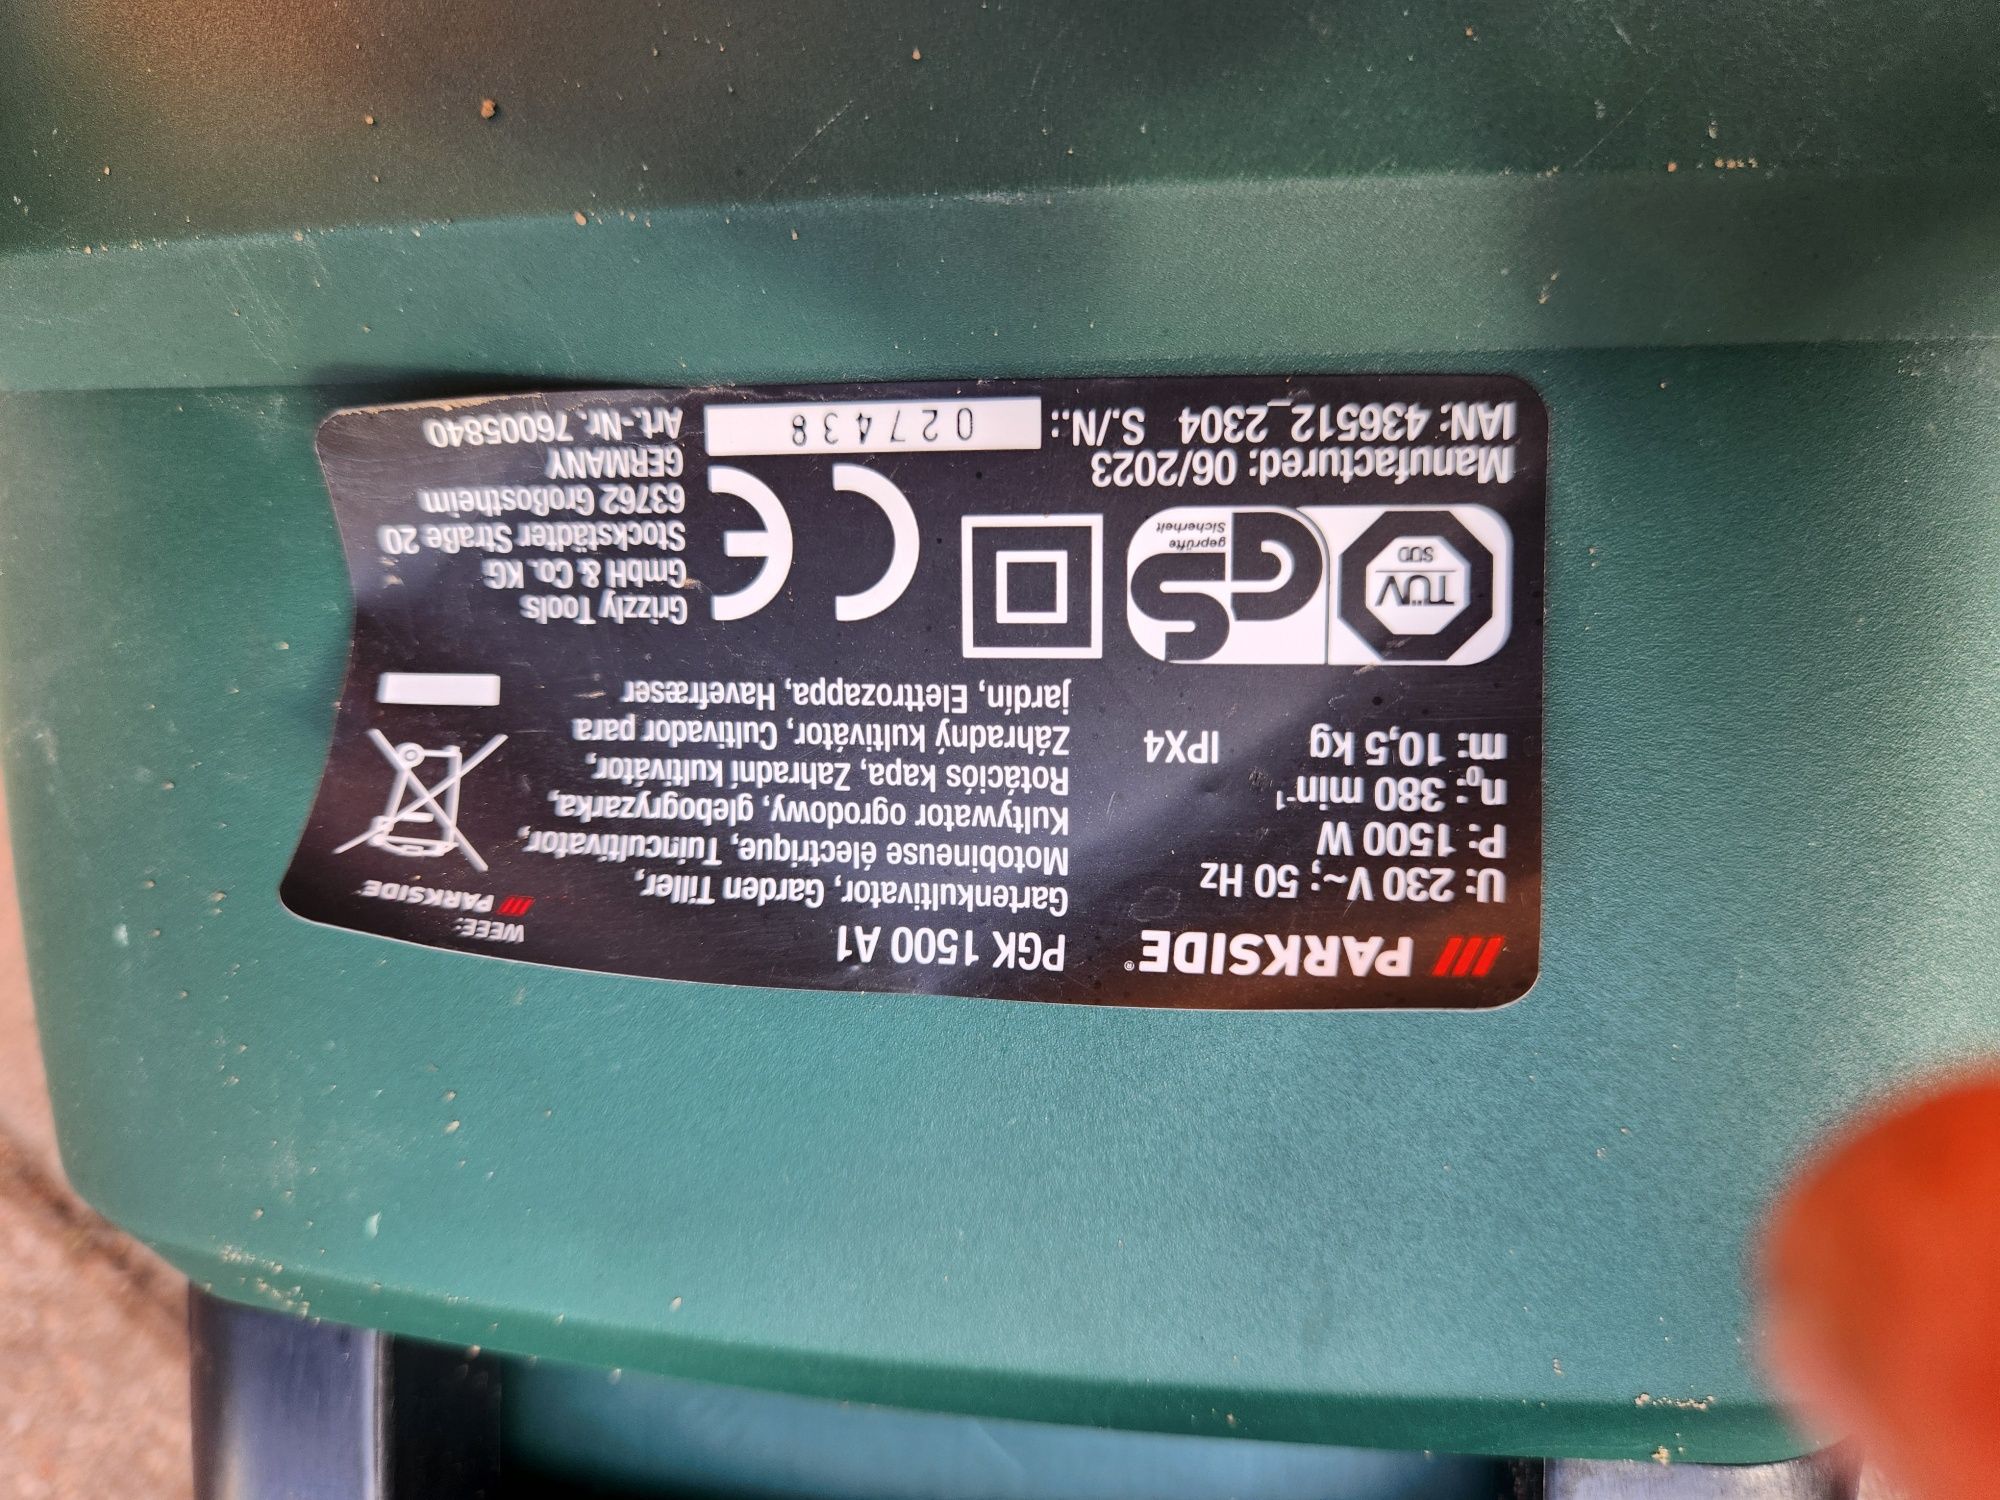 PARKSIDE®
U: 230 V~; 50 Hz
P: 1500 W
n₀: 380 min⁻¹
m: 10,5 kg IPX4
PGK 1500 A1
Gartenkultivator, Garden Tiller,
Motobineuse électrique, Tuincultivator,
Kultywator ogrodowy, glebogryzarka,
Rotációs kapa, Zahradní kultivátor,
Záhradný kultivátor, Cultivador para
jardín, Elettrozappa, Havefræser
WEEE:
PARKSIDE
TÜV
SÜD
GS
geprüfte
Sicherheit
CE
Manufactured: 06/2023
IAN: 436512_2304 S./N.:
027438
Grizzly Tools
GmbH & Co. KG
Stockstädter Straße 20
63762 Großostheim
GERMANY
Art.-Nr. 76005840